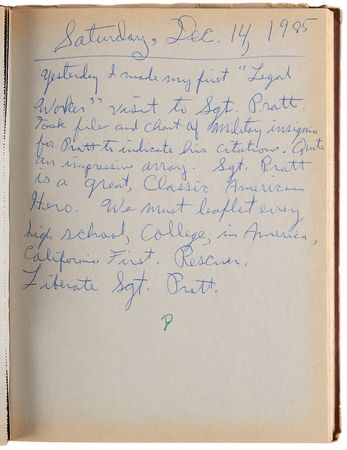 Saturday, Dec. 14, 1985
Yesterday I made my first "Legal
Worker" visit to Sgt. Pratt.
Took files and chart of military insignia
for Pratt to indicate his citations. Quite
an impressive array. Sgt. Pratt
is a great, Classic American
Hero. We must leaflet every
high school, College, in America,
California First. Rescue.
Liberate Sgt. Pratt.
P